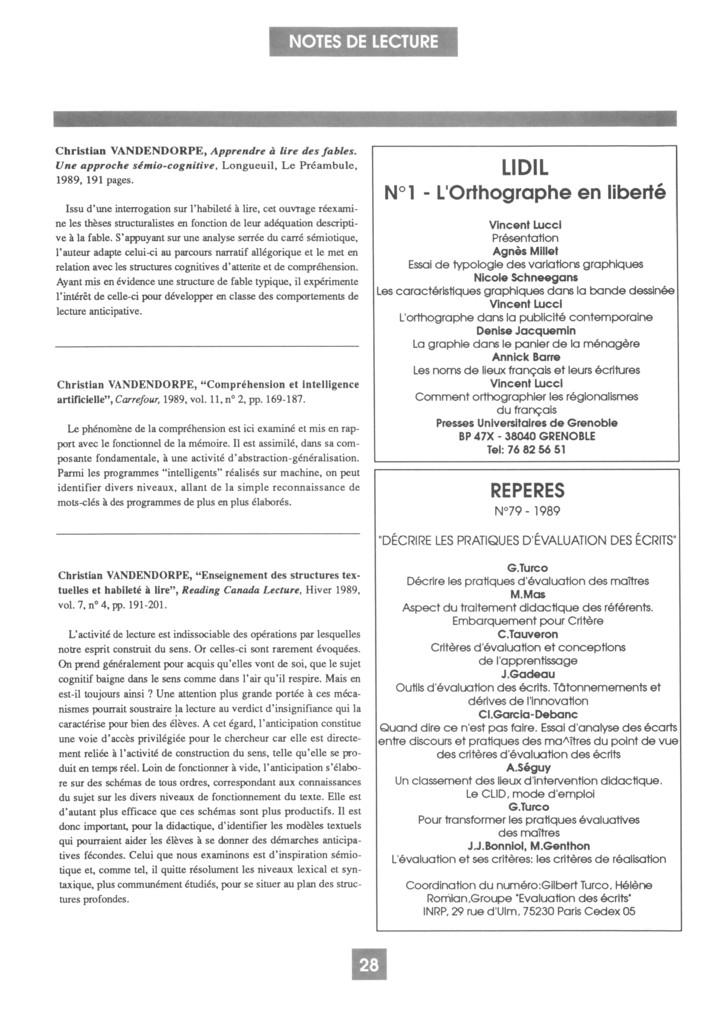 NOTES DE LECTURE
Christian VANDENDORPE, Apprendre à lire des fables.
Une approche sémio-cognitive, Longueuil, Le Préambule,
1989, 191 pages.
Issu d'une interrogation sur l'habileté à lire, cet ouvrage réexami-
ne les thèses structuralistes en fonction de leur adéquation descripti-
ve à la fable. S'appuyant sur une analyse serrée du carré sémiotique,
l'auteur adapte celui-ci au parcours narratif allégorique et le met en
relation avec les structures cognitives d'attente et de compréhension.
Ayant mis en évidence une structure de fable typique, il expérimente
l'intérêt de celle-ci pour développer en classe des comportements de
lecture anticipative.
Christian VANDENDORPE, “Compréhension et intelligence
artificielle”, Carrefour, 1989, vol. 11, n° 2, pp. 169-187.
Le phénomène de la compréhension est ici examiné et mis en rap-
port avec le fonctionnel de la mémoire. Il est assimilé, dans sa com-
posante fondamentale, à une activité d'abstraction-généralisation.
Parmi les programmes “intelligents” réalisés sur machine, on peut
identifier divers niveaux, allant de la simple reconnaissance de
mots-clés à des programmes de plus en plus élaborés.
Christian VANDENDORPE, “Enseignement des structures tex-
tuelles et habileté à lire”, Reading Canada Lecture, Hiver 1989,
vol. 7, n° 4, pp. 191-201.
L'activité de lecture est indissociable des opérations par lesquelles
notre esprit construit du sens. Or celles-ci sont rarement évoquées.
On prend généralement pour acquis qu'elles vont de soi, que le sujet
cognitif baigne dans le sens comme dans l'air qu'il respire. Mais en
est-il toujours ainsi ? Une attention plus grande portée à ces méca-
nismes pourrait soustraire la lecture au verdict d'insignifiance qui la
caractérise pour bien des élèves. A cet égard, l'anticipation constitue
une voie d'accès privilégiée pour le chercheur car elle est directe-
ment reliée à l'activité de construction du sens, telle qu'elle se pro-
duit en temps réel. Loin de fonctionner à vide, l'anticipation s'élabo-
re sur des schémas de tous ordres, correspondant aux connaissances
du sujet sur les divers niveaux de fonctionnement du texte. Elle est
d'autant plus efficace que ces schémas sont plus productifs. Il est
donc important, pour la didactique, d'identifier les modèles textuels
qui pourraient aider les élèves à se donner des démarches anticipa-
tives fécondes. Celui que nous examinons est d'inspiration sémio-
tique et, comme tel, il quitte résolument les niveaux lexical et syn-
taxique, plus communément étudiés, pour se situer au plan des struc-
tures profondes.
LIDIL
N°1 - L'Orthographe en liberté
Vincent Lucci
Présentation
Agnès Millet
Essai de typologie des variations graphiques
Nicole Schneegans
Les caractéristiques graphiques dans la bande dessinée
Vincent Lucci
L'orthographe dans la publicité contemporaine
Denise Jacquemin
La graphie dans le panier de la ménagère
Annick Barre
Les noms de lieux français et leurs écritures
Vincent Lucci
Comment orthographier les régionalismes
du français
Presses Universitaires de Grenoble
BP 47X - 38040 GRENOBLE
Tel: 76 82 56 51
REPERES
N°79 - 1989
"DÉCRIRE LES PRATIQUES D'ÉVALUATION DES ÉCRITS"
G.Turco
Décrire les pratiques d'évaluation des maîtres
M.Mas
Aspect du traitement didactique des référents.
Embarquement pour Critère
C.Tauveron
Critères d'évaluation et conceptions
de l'apprentissage
J.Gadeau
Outils d'évaluation des écrits. Tâtonnemements et
dérives de l'innovation
Cl.Garcia-Debanc
Quand dire ce n'est pas faire. Essai d'analyse des écarts
entre discours et pratiques des ma^îtres du point de vue
des critères d'évaluation des écrits
A.Séguy
Un classement des lieux d'intervention didactique.
Le CLID, mode d'emploi
G.Turco
Pour transformer les pratiques évaluatives
des maîtres
J.J.Bonniol, M.Genthon
L'évaluation et ses critères: les critères de réalisation
Coordination du numéro:Gilbert Turco, Hélène
Romian,Groupe "Evaluation des écrits"
INRP, 29 rue d'Ulm, 75230 Paris Cedex 05
28